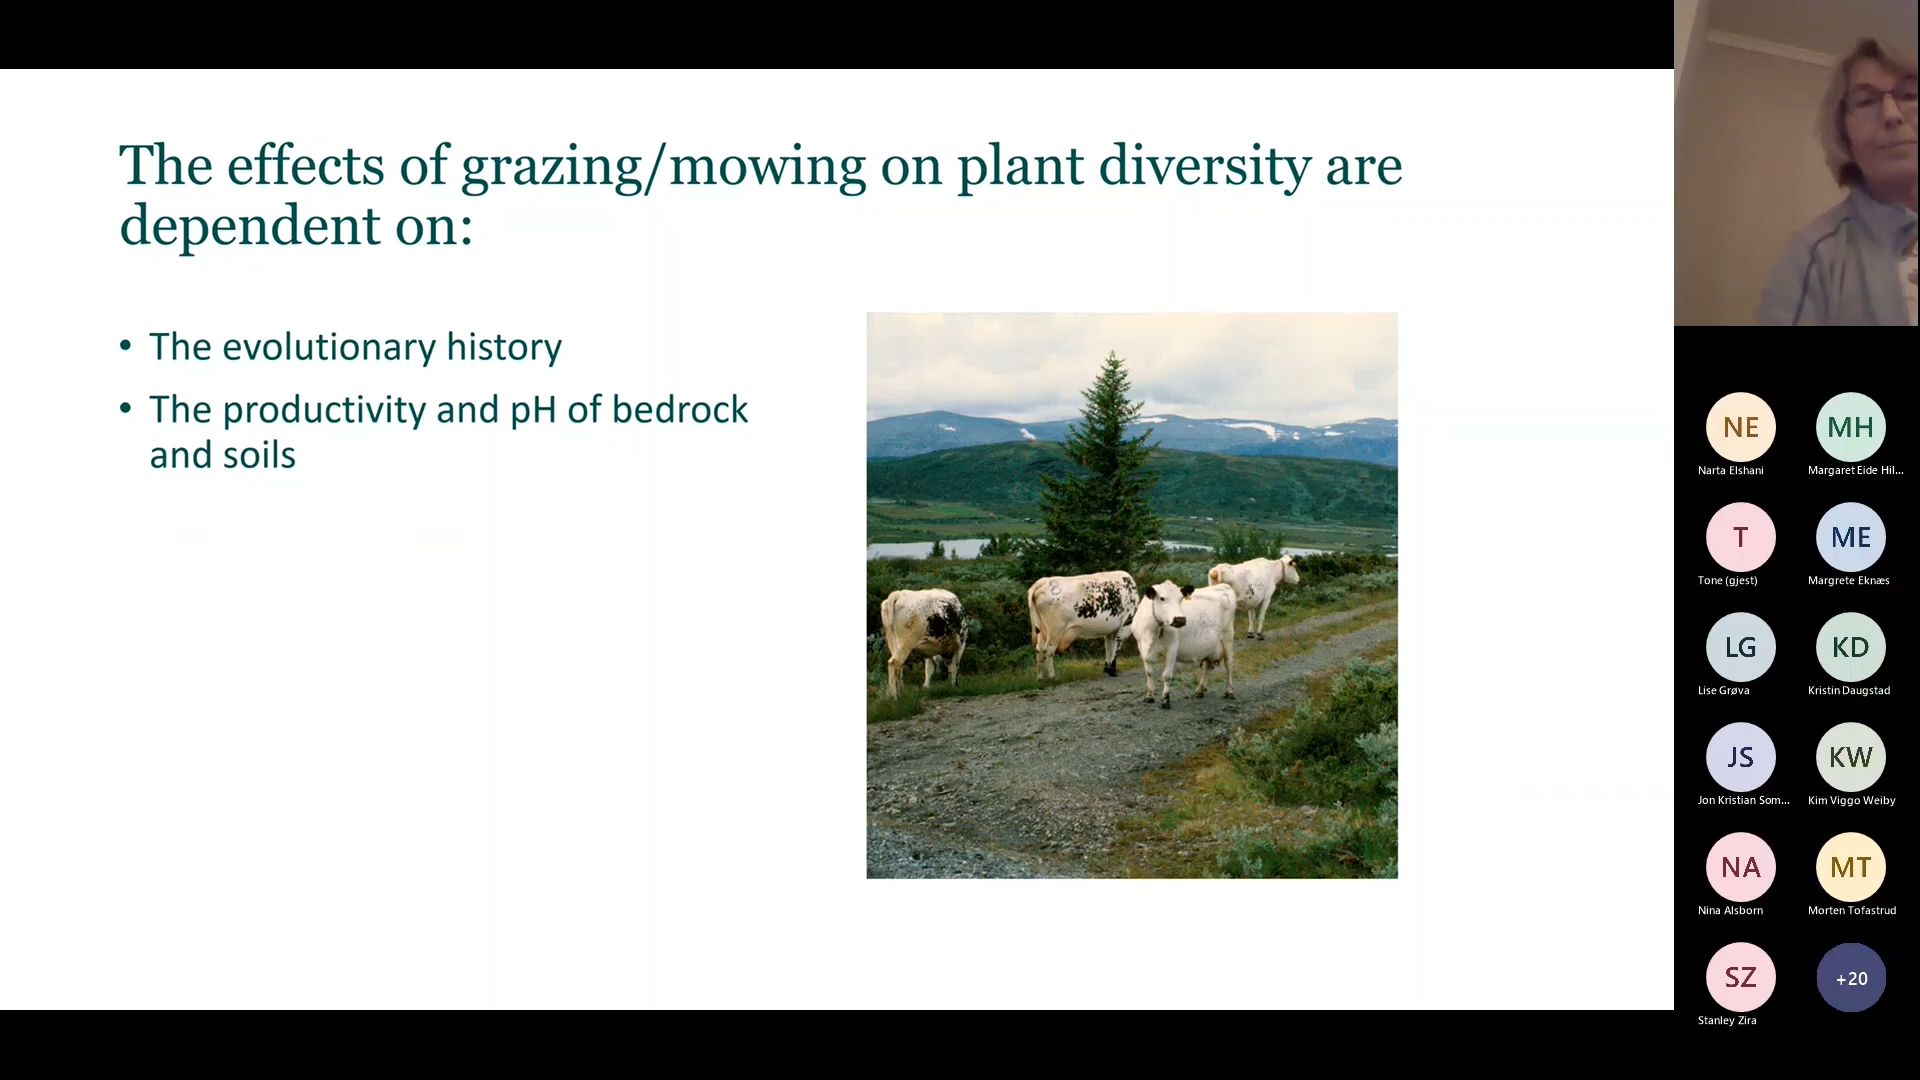 The effects of grazing/mowing on plant diversity are
dependent on:
• The evolutionary history
• The productivity and pH of bedrock
and soils
NE
Narta Elshani
MH
Margaret Eide Hil...
T
Tone (gjest)
ME
Margrete Eknæs
LG
Lise Grøva
KD
Kristin Daugstad
JS
Jon Kristian Som...
KW
Kim Viggo Weiby
NA
Nina Alsborn
MT
Morten Tofastrud
SZ
Stanley Zira
+20